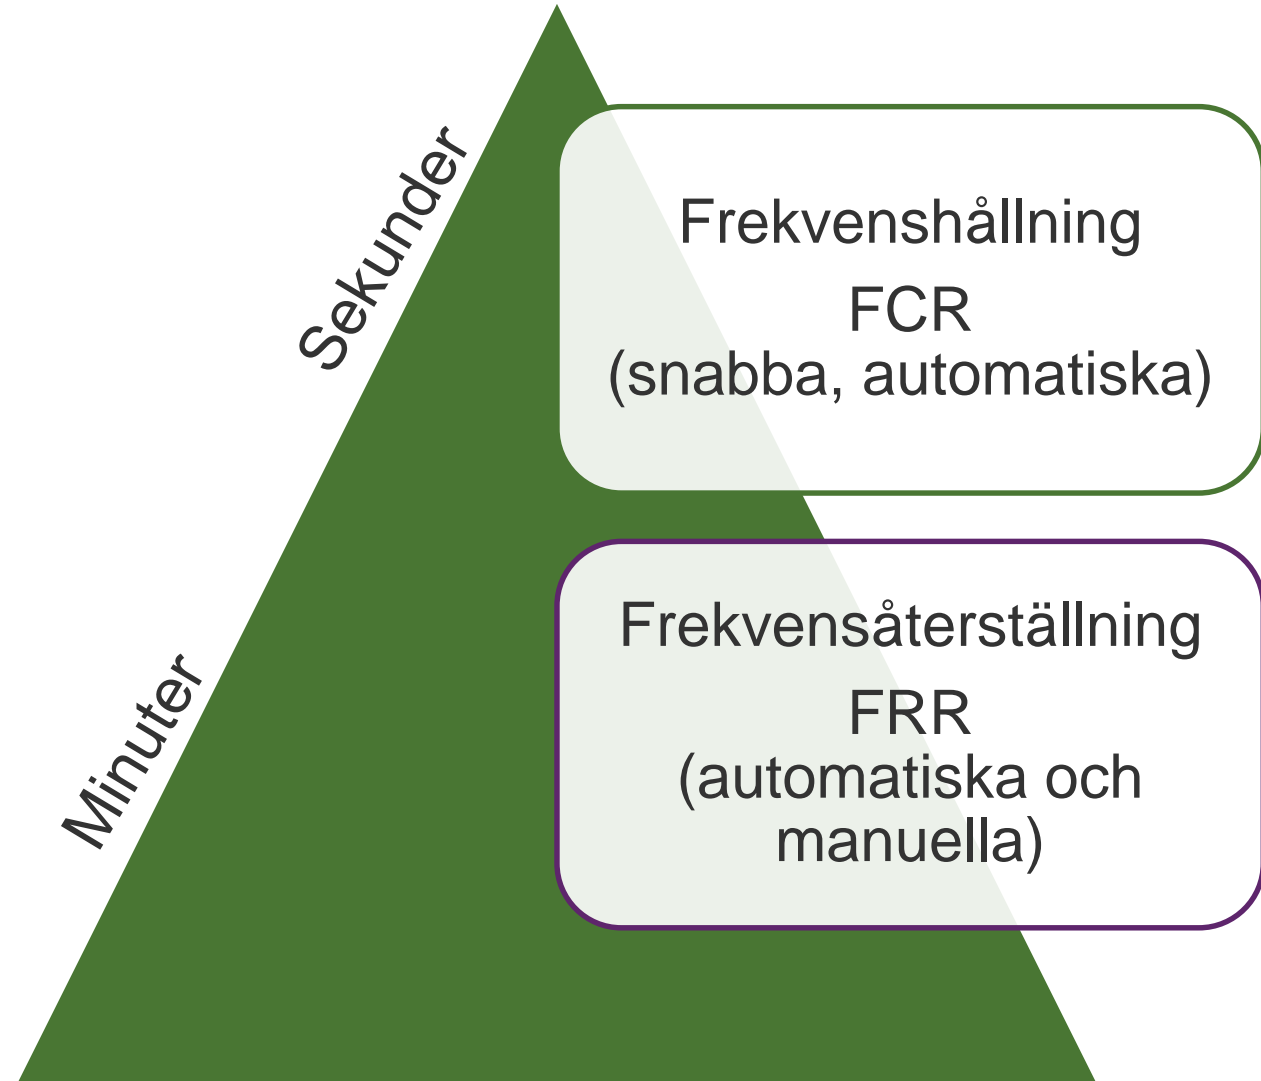 Sekunder
Frekvenshållning
FCR
(snabba, automatiska)
Minuter
Frekvensåterställning
FRR
(automatiska och
manuella)